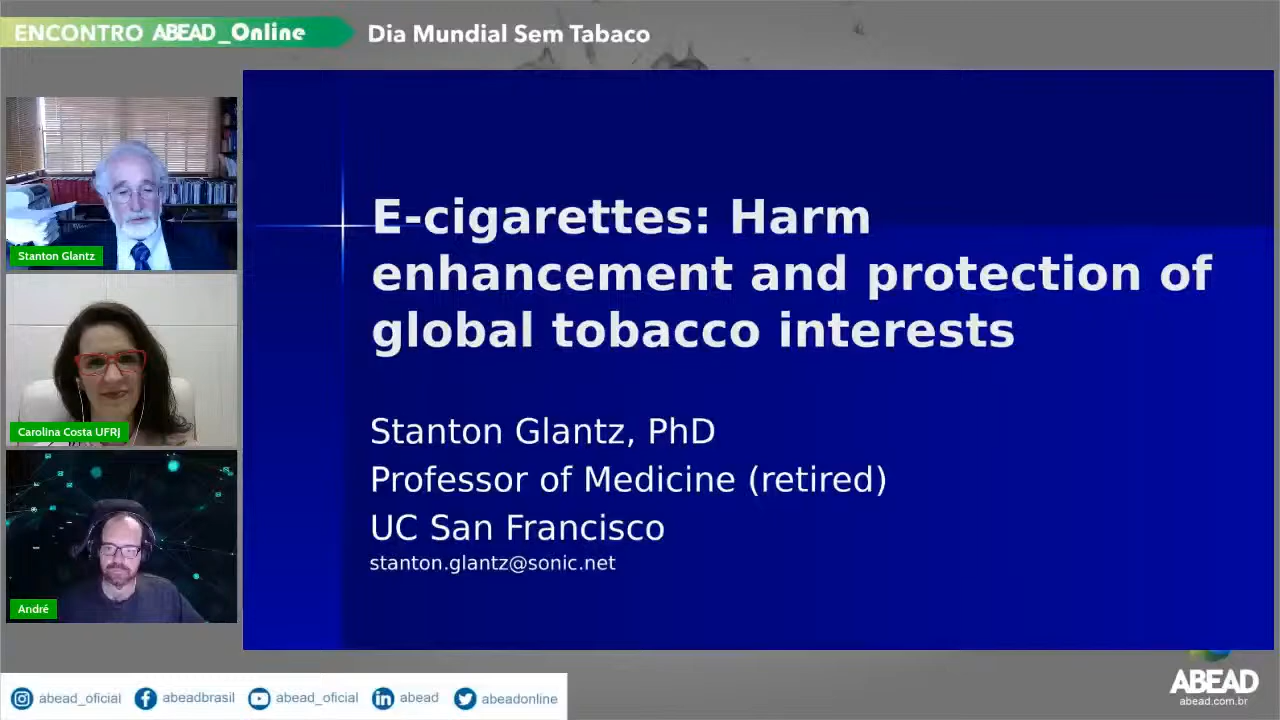 ENCONTRO ABEAD_Online
Dia Mundial Sem Tabaco
Stanton Glantz
Carolina Costa UFRJ
André
E-cigarettes: Harm
enhancement and protection of
global tobacco interests
Stanton Glantz, PhD
Professor of Medicine (retired)
UC San Francisco
stanton.glantz@sonic.net
abead_oficial
abeadbrasil
abead_oficial
abead
abeadonline
ABEAD
abead.com.br